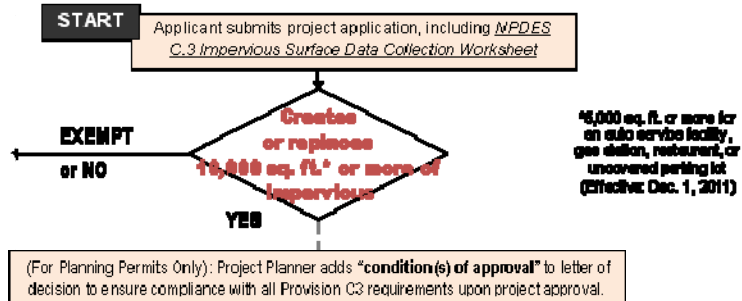 START
Applicant submits project application, including NPDES
C.3 Impervious Surface Data Collection Worksheet
Creates
or replaces
10,000 sq. ft.* or more of
impervious
EXEMPT
or NO
*5,000 sq. ft. or more for
an auto service facility,
gas station, restaurant, or
uncovered parking lot
(Effective: Dec. 1, 2011)
YES
(For Planning Permits Only): Project Planner adds “condition(s) of approval” to letter of
decision to ensure compliance with all Provision C3 requirements upon project approval.